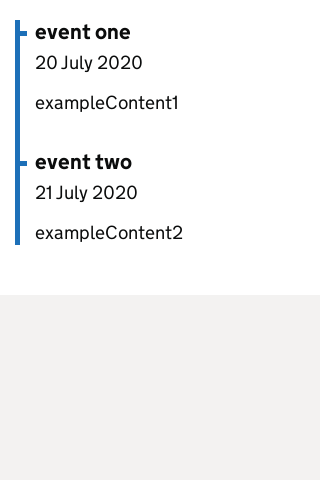 event one
20 July 2020
exampleContent1
event two
21 July 2020
exampleContent2